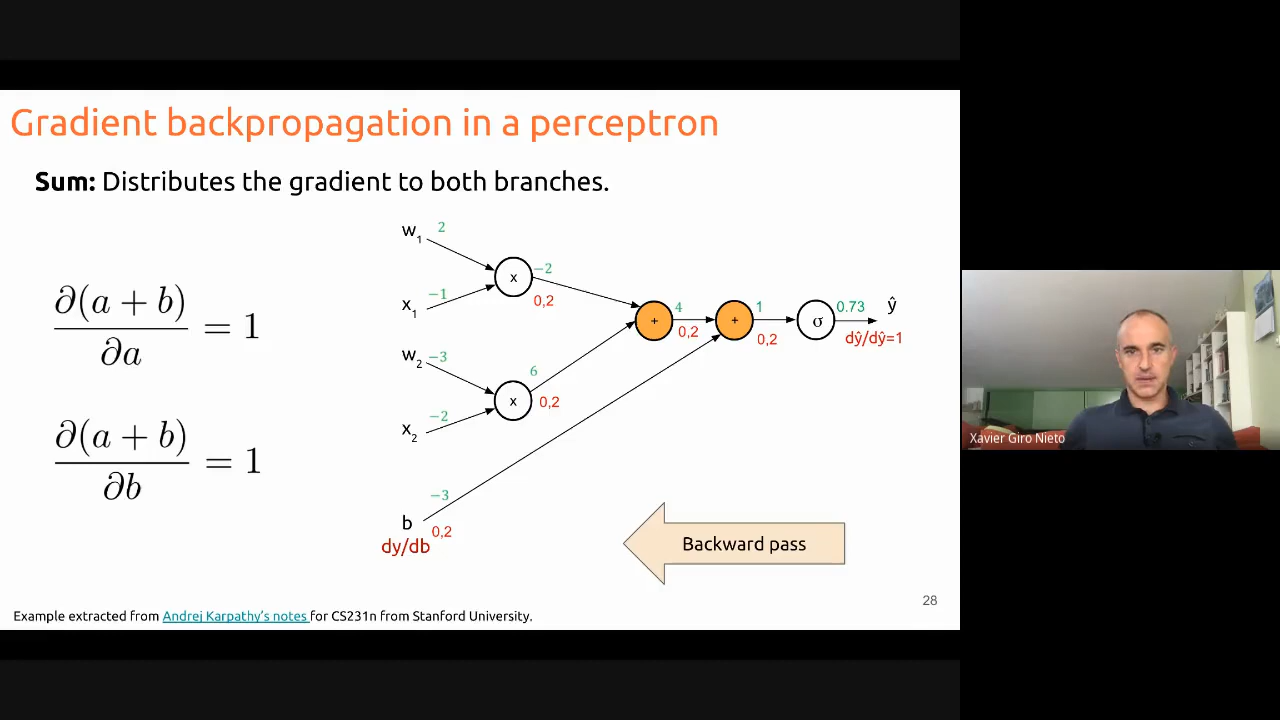 Gradient backpropagation in a perceptron
Sum: Distributes the gradient to both branches.
∂(a + b)
∂a
= 1
∂(a + b)
∂b
= 1
w1 2
x1 −1
x
−2
0,2
w2 −3
x2 −2
x
6
0,2
+
4
0,2
+
1
0,2
σ
0.73
ŷ
dŷ/dŷ=1
−3
b
0,2
dy/db
Backward pass
Xavier Giro Nieto
28
Example extracted from Andrej Karpathy’s notes for CS231n from Stanford University.